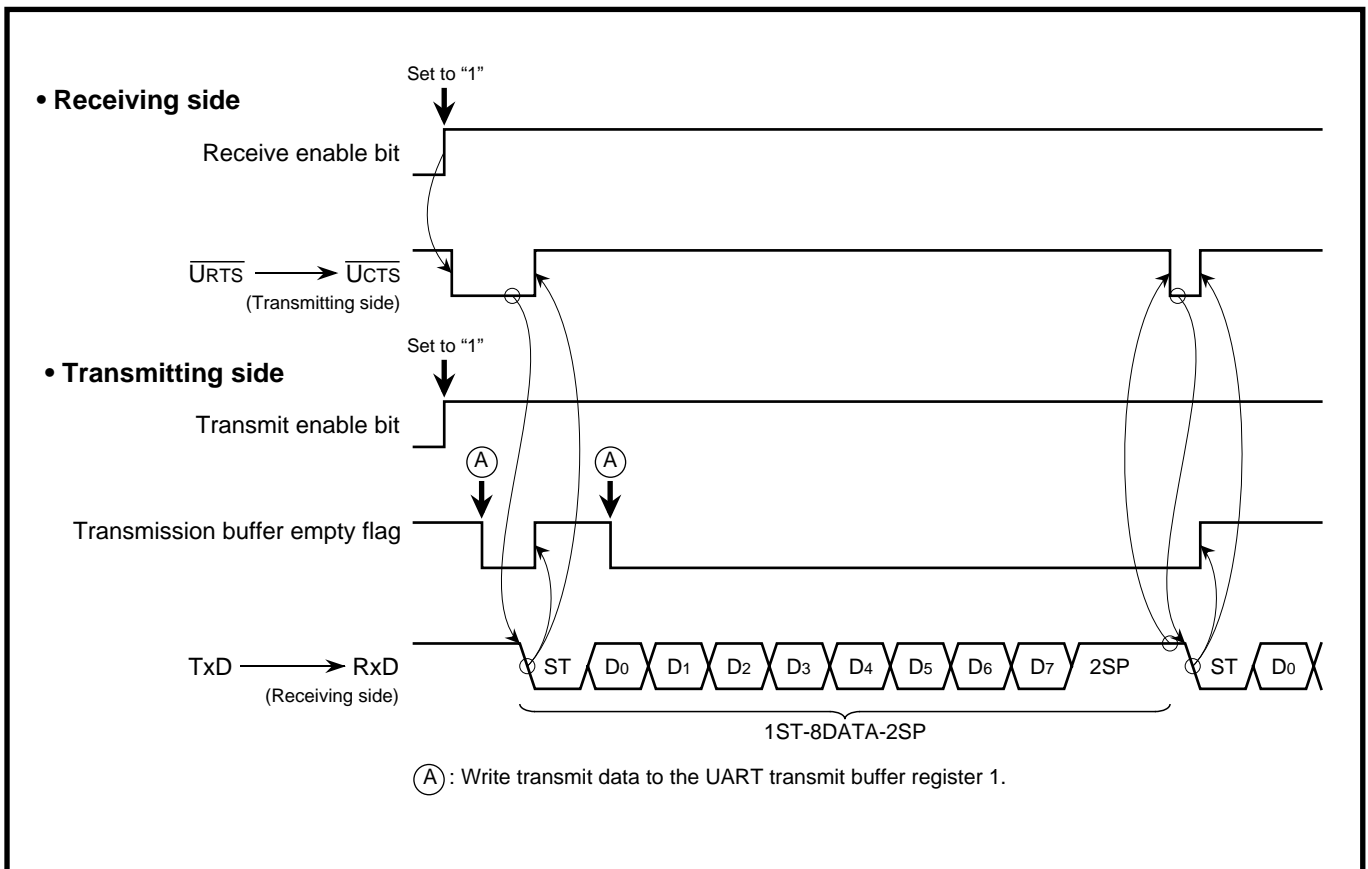 Set to “1”
• Receiving side
Receive enable bit
URTS → UCTS
(Transmitting side)
Set to “1”
• Transmitting side
Transmit enable bit
A A
Transmission buffer empty flag
TxD → RxD
(Receiving side)
ST D0 D1 D2 D3 D4 D5 D6 D7 2SP ST D0
1ST-8DATA-2SP
A : Write transmit data to the UART transmit buffer register 1.